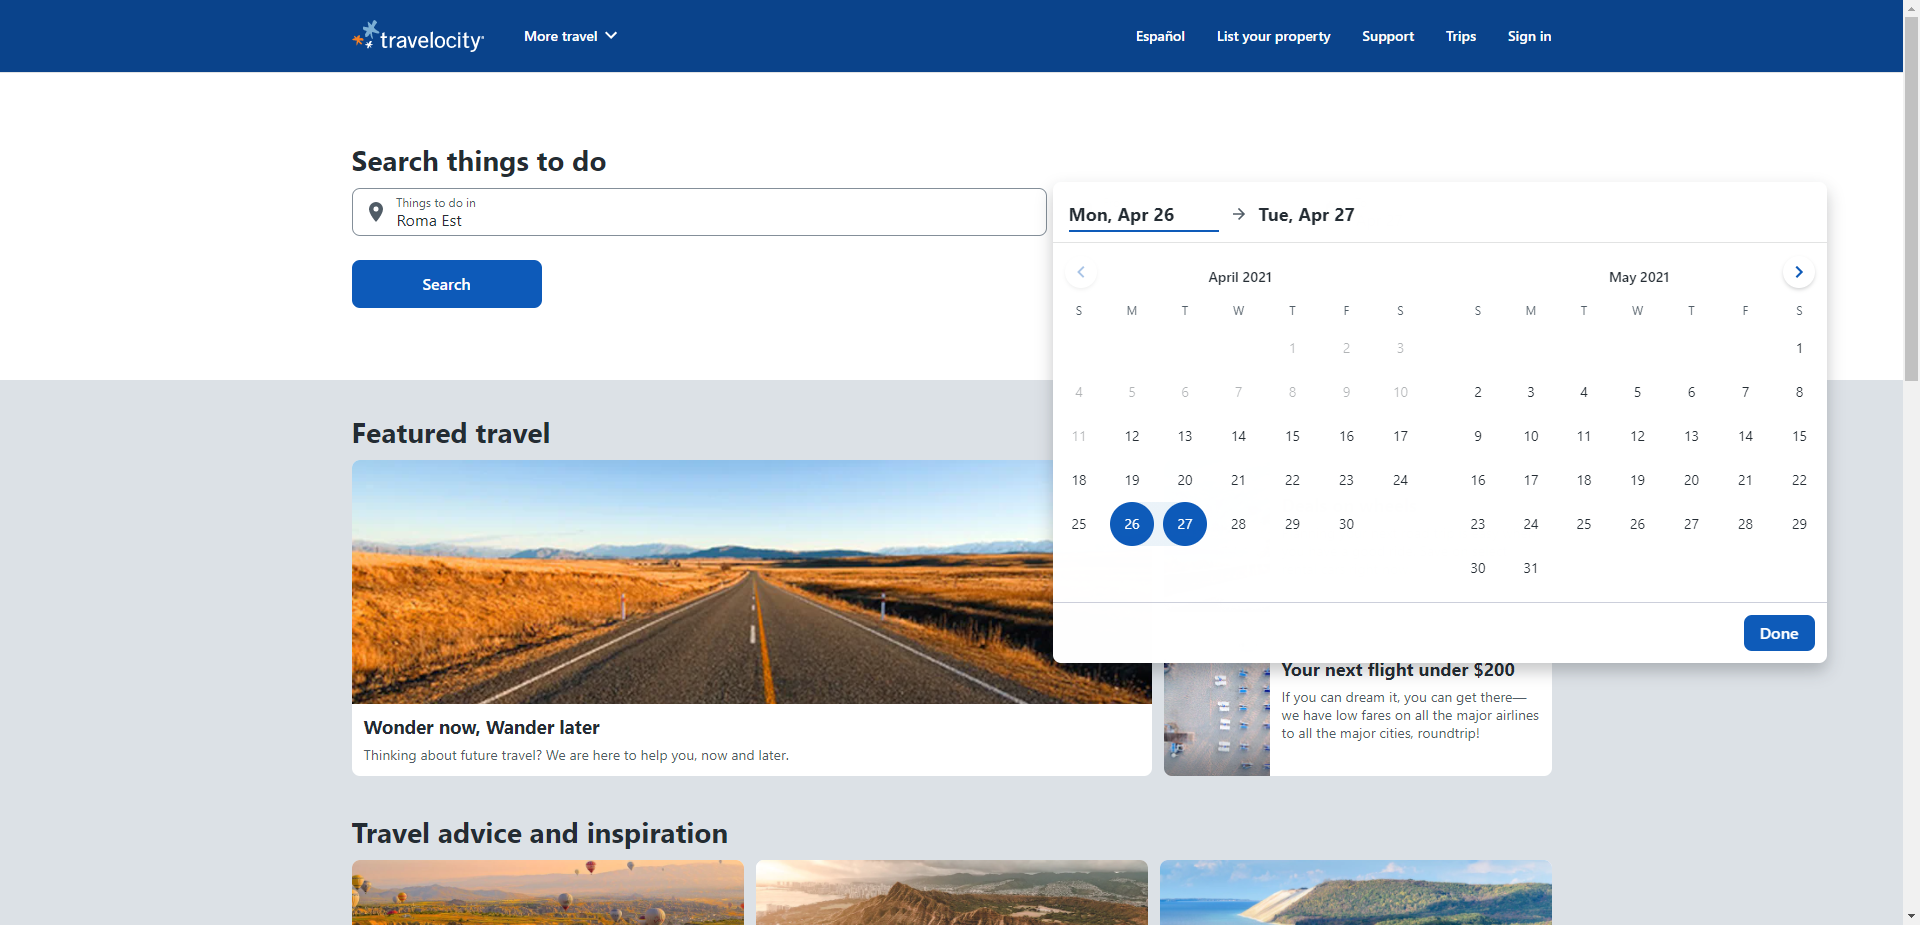 travelocity
More travel
Español
List your property
Support
Trips
Sign in
Search things to do
Things to do in
Roma Est
Search
Mon, Apr 26
Tue, Apr 27
April 2021
S M T W T F S
1 2 3
4 5 6 7 8 9 10
11 12 13 14 15 16 17
18 19 20 21 22 23 24
25 26 27 28 29 30
May 2021
S M T W T F S
1
2 3 4 5 6 7 8
9 10 11 12 13 14 15
16 17 18 19 20 21 22
23 24 25 26 27 28 29
30 31
Done
Featured travel
Wonder now, Wander later
Thinking about future travel? We are here to help you, now and later.
Your next flight under $200
If you can dream it, you can get there—
we have low fares on all the major airlines
to all the major cities, roundtrip!
Travel advice and inspiration